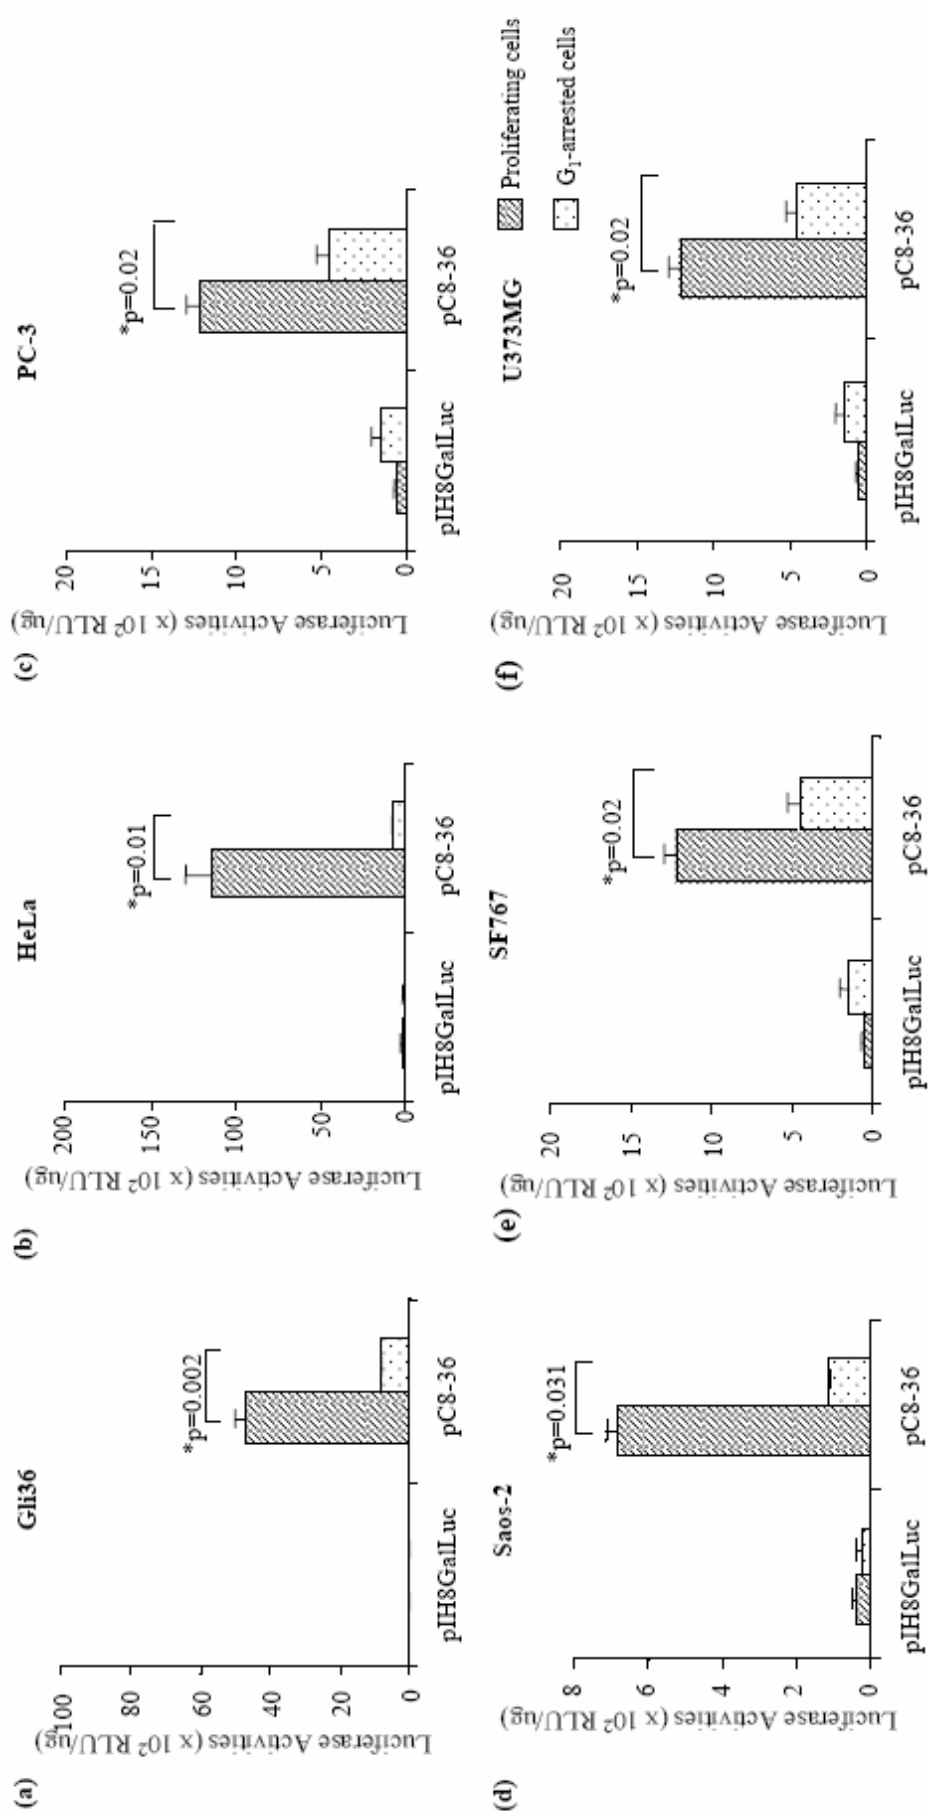 (a)
Gli36
Luciferase Activities (x 10² RLU/ug)
100
80
60
40
20
0
*p=0.002
pIH8GalLuc
pC8-36
(b)
HeLa
Luciferase Activities (x 10² RLU/ug)
200
150
100
50
0
*p=0.01
pIH8GalLuc
pC8-36
(c)
PC-3
Luciferase Activities (x 10² RLU/ug)
20
15
10
5
0
*p=0.02
pIH8GalLuc
pC8-36
(d)
Saos-2
Luciferase Activities (x 10² RLU/ug)
8
6
4
2
0
*p=0.031
pIH8GalLuc
pC8-36
(e)
SF767
Luciferase Activities (x 10² RLU/ug)
20
15
10
5
0
*p=0.02
pIH8GalLuc
pC8-36
(f)
U373MG
Luciferase Activities (x 10² RLU/ug)
20
15
10
5
0
*p=0.02
pIH8GalLuc
pC8-36
Proliferating cells
G₁-arrested cells